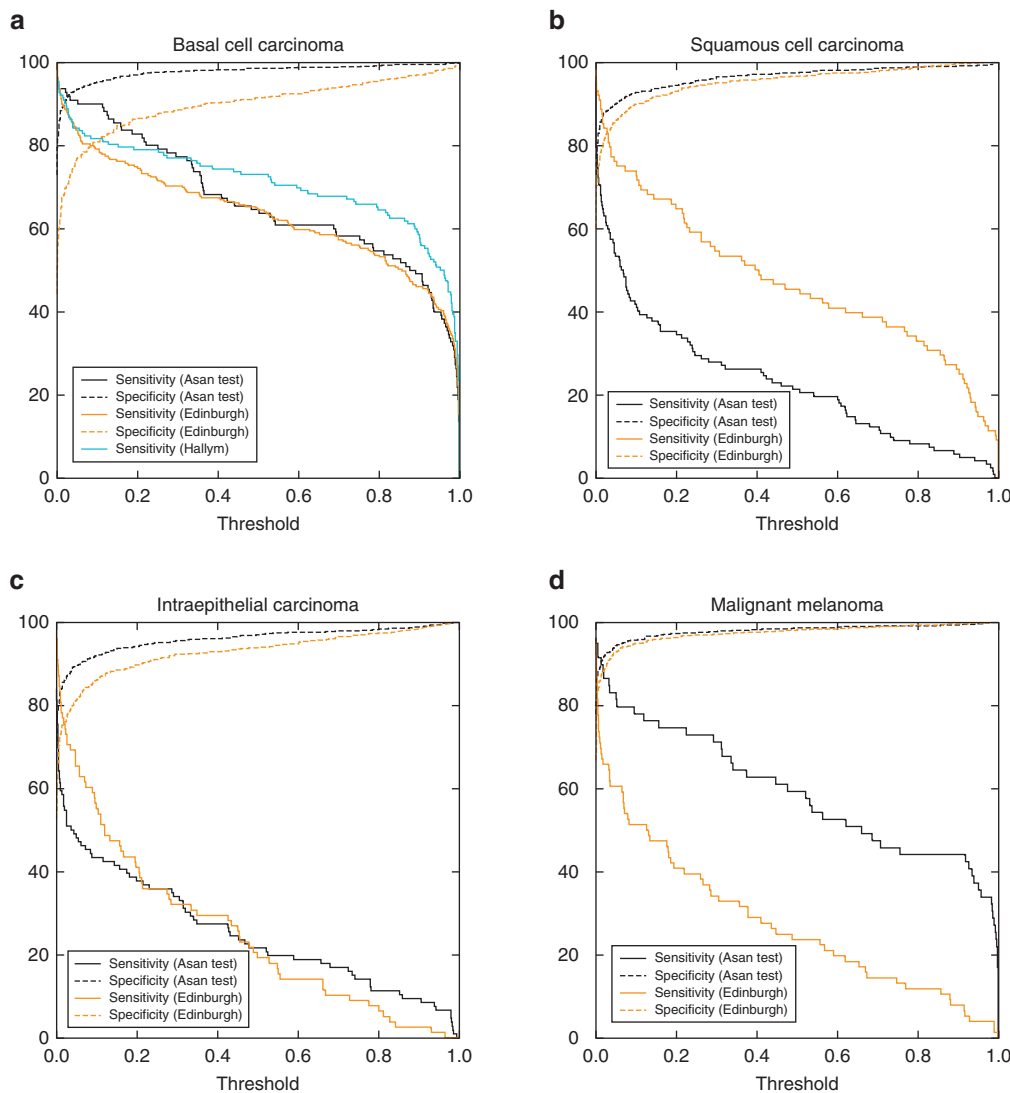 a
Basal cell carcinoma
100
80
60
40
20
0
Sensitivity (Asan test)
Specificity (Asan test)
Sensitivity (Edinburgh)
Specificity (Edinburgh)
Sensitivity (Hallym)
0.0 0.2 0.4 0.6 0.8 1.0
Threshold
b
Squamous cell carcinoma
100
80
60
40
20
0
Sensitivity (Asan test)
Specificity (Asan test)
Sensitivity (Edinburgh)
Specificity (Edinburgh)
0.0 0.2 0.4 0.6 0.8 1.0
Threshold
c
Intraepithelial carcinoma
100
80
60
40
20
0
Sensitivity (Asan test)
Specificity (Asan test)
Sensitivity (Edinburgh)
Specificity (Edinburgh)
0.0 0.2 0.4 0.6 0.8 1.0
Threshold
d
Malignant melanoma
100
80
60
40
20
0
Sensitivity (Asan test)
Specificity (Asan test)
Sensitivity (Edinburgh)
Specificity (Edinburgh)
0.0 0.2 0.4 0.6 0.8 1.0
Threshold